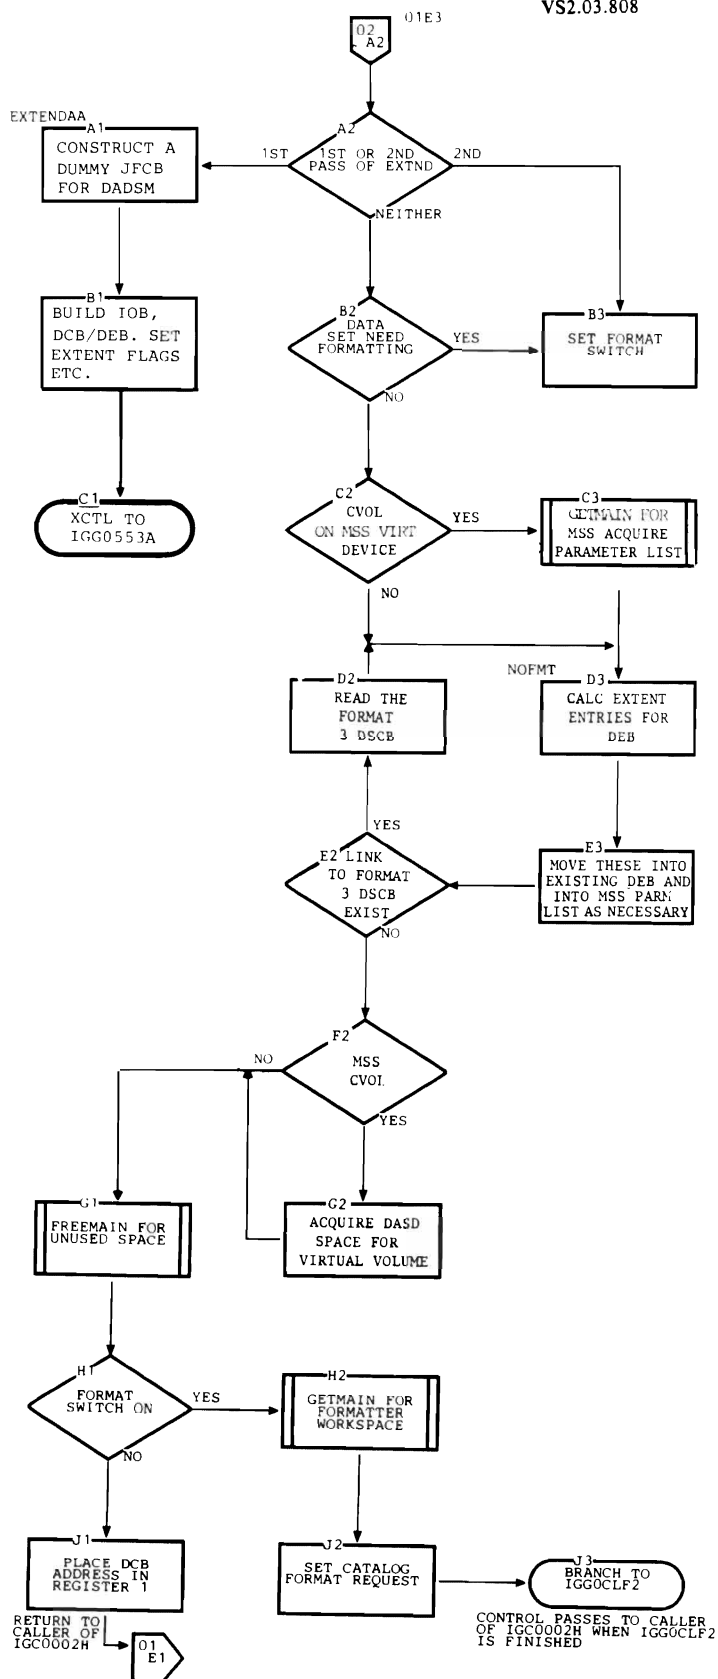 VS2.03.808
01E3
02
A2
EXTENDAA
A1
CONSTRUCT A
DUMMY JFCB
FOR DADSM
1ST
A2
1ST OR 2ND
PASS OF EXTND
2ND
NEITHER
B1
BUILD IOB,
DCB/DEB. SET
EXTENT FLAGS
ETC.
B2
DATA
SET NEED
FORMATTING
YES
NO
B3
SET FORMAT
SWITCH
C1
XCTL TO
IGG0553A
C2
CVOL
ON MSS VIRT
DEVICE
YES
NO
C3
GETMAIN FOR
MSS ACQUIRE
PARAMETER LIST
NOFMT
D2
READ THE
FORMAT
3 DSCB
D3
CALC EXTENT
ENTRIES FOR
DEB
YES
E2 LINK
TO FORMAT
3 DSCB
EXIST
NO
E3
MOVE THESE INTO
EXISTING DEB AND
INTO MSS PARM
LIST AS NECESSARY
F2
MSS
CVOL
NO
YES
G1
FREEMAIN FOR
UNUSED SPACE
G2
ACQUIRE DASD
SPACE FOR
VIRTUAL VOLUME
H1
FORMAT
SWITCH ON
YES
NO
H2
GETMAIN FOR
FORMATTER
WORKSPACE
J1
PLACE DCB
ADDRESS IN
REGISTER 1
J2
SET CATALOG
FORMAT REQUEST
J3
BRANCH TO
IGG0CLF2
RETURN TO
CALLER OF
IGC0002H
01
E1
CONTROL PASSES TO CALLER
OF IGC0002H WHEN IGG0CLF2
IS FINISHED